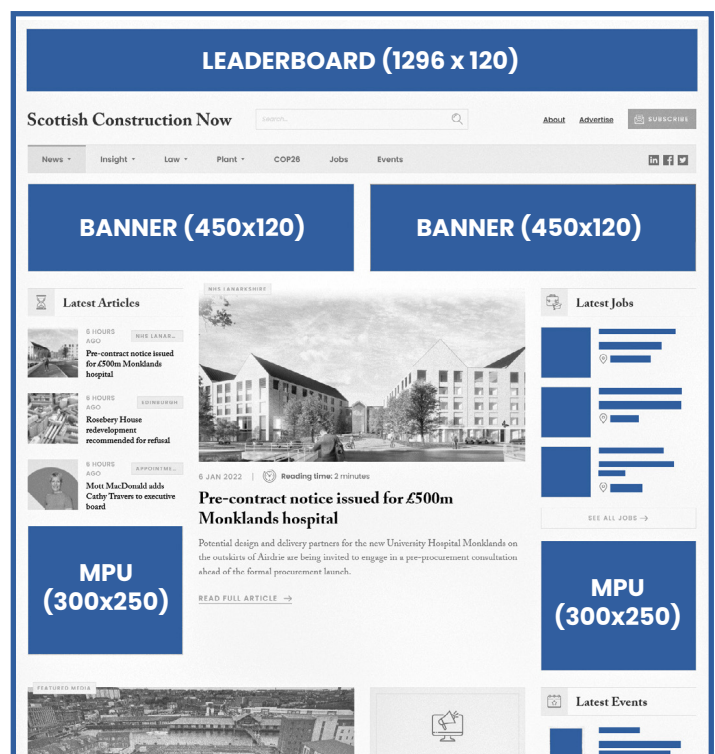 LEADERBOARD (1296 x 120)
Scottish Construction Now
Search...
About
Advertise
SUBSCRIBE
News
Insight
Law
Plant
COP26
Jobs
Events
in f
BANNER (450x120)
BANNER (450x120)
Latest Articles
6 HOURS
AGO
NHS LANAR...
Pre-contract notice issued
for £500m Monklands
hospital
6 HOURS
AGO
EDINBURGH
Rosebery House
redevelopment
recommended for refusal
6 HOURS
AGO
APPOINTME...
Mott MacDonald adds
Cathy Travers to executive
board
MPU
(300x250)
NHS LANARKSHIRE
6 JAN 2022 | Reading time: 2 minutes
Pre-contract notice issued for £500m
Monklands hospital
Potential design and delivery partners for the new University Hospital Monklands on
the outskirts of Airdrie are being invited to engage in a pre-procurement consultation
ahead of the formal procurement launch.
READ FULL ARTICLE →
Latest Jobs
SEE ALL JOBS →
MPU
(300x250)
FEATURED MEDIA
Latest Events